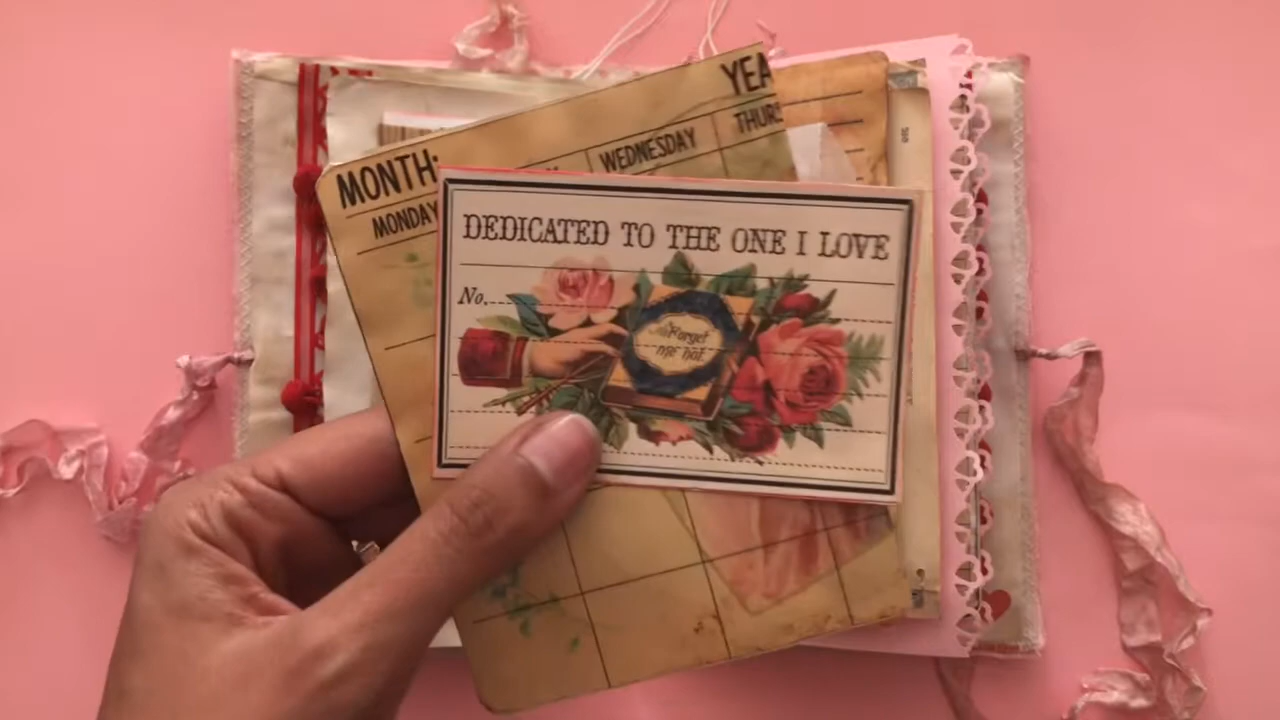 YEA
MONTH:
WEDNESDAY
THURS
MONDAY
DEDICATED TO THE ONE I LOVE
No.
Forget
me not.